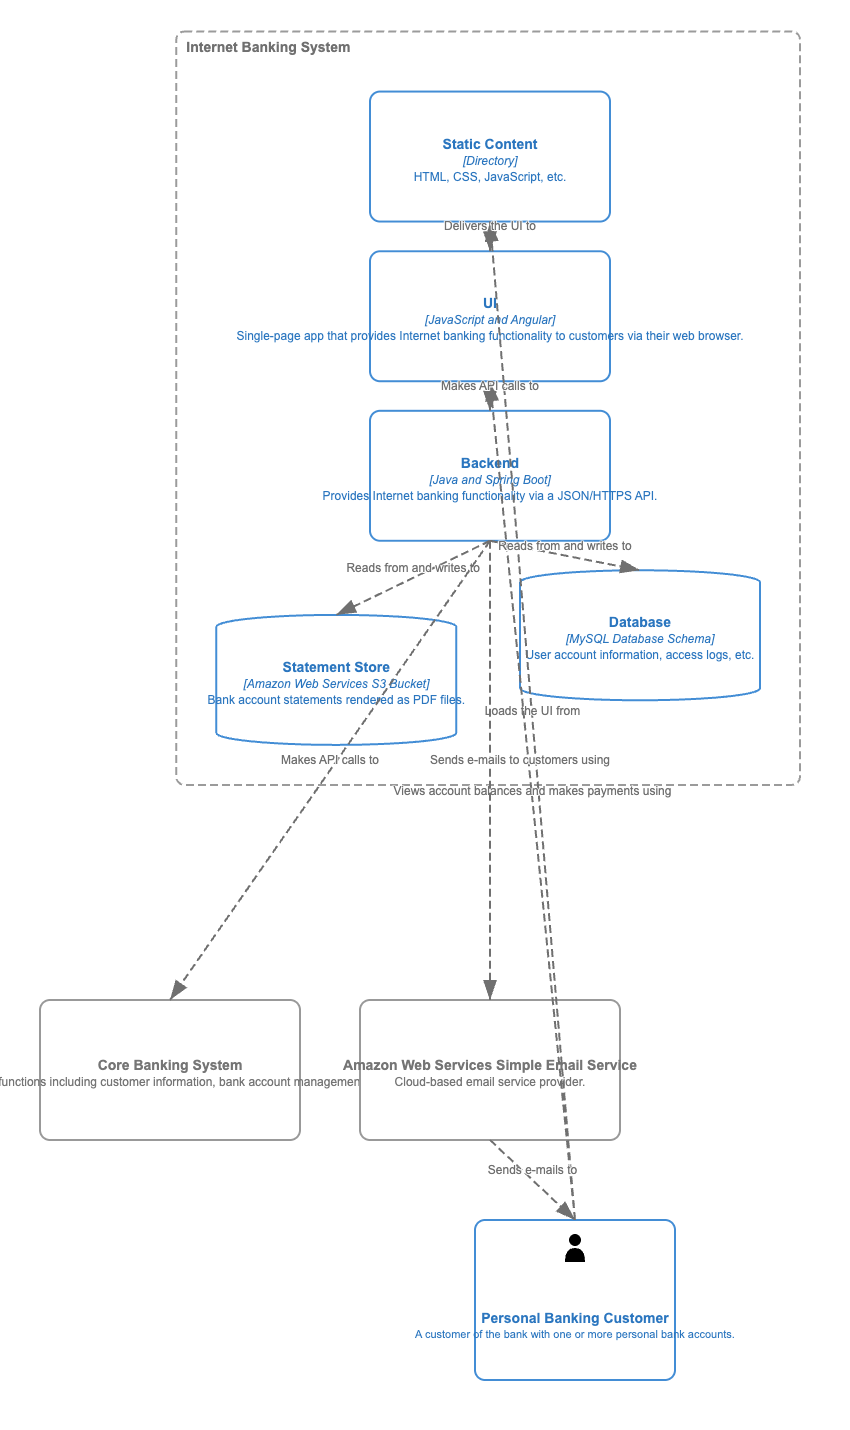 Internet Banking System
Static Content
[Directory]
HTML, CSS, JavaScript, etc.
Delivers the UI to
UI
[JavaScript and Angular]
Single-page app that provides Internet banking functionality to customers via their web browser.
Makes API calls to
Backend
[Java and Spring Boot]
Provides Internet banking functionality via a JSON/HTTPS API.
Reads from and writes to
Reads from and writes to
Database
[MySQL Database Schema]
User account information, access logs, etc.
Statement Store
[Amazon Web Services S3 Bucket]
Bank account statements rendered as PDF files.
Loads the UI from
Makes API calls to
Sends e-mails to customers using
Views account balances and makes payments using
Core Banking System
functions including customer information, bank account managemen
Amazon Web Services Simple Email Service
Cloud-based email service provider.
Sends e-mails to
Personal Banking Customer
A customer of the bank with one or more personal bank accounts.